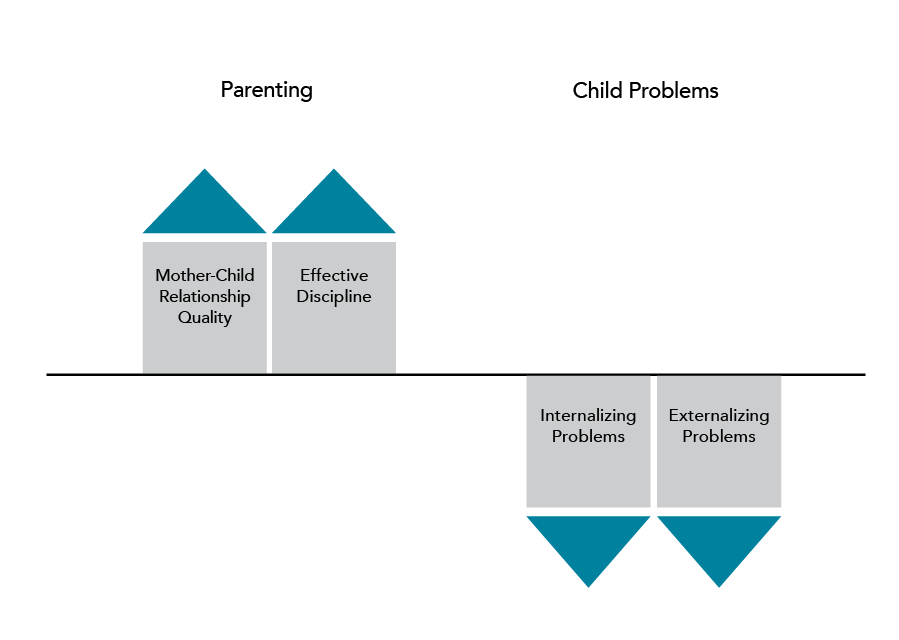 Parenting
Child Problems
Mother-Child
Relationship
Quality
Effective
Discipline
Internalizing
Problems
Externalizing
Problems